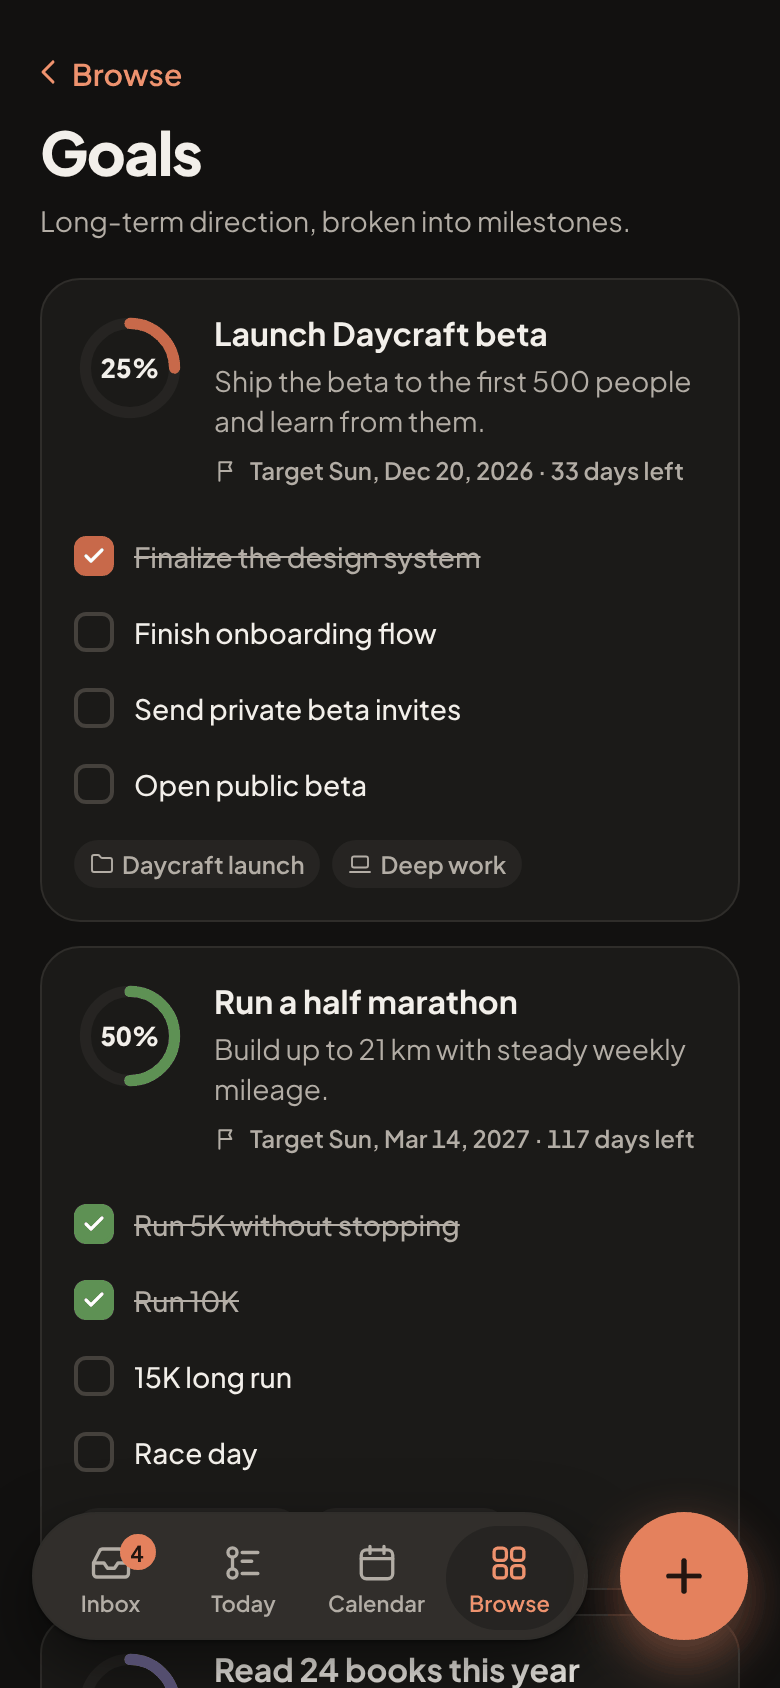 Browse
Goals
Long-term direction, broken into milestones.
25%
Launch Daycraft beta
Ship the beta to the first 500 people
and learn from them.
Target Sun, Dec 20, 2026 · 33 days left
Finalize the design system
Finish onboarding flow
Send private beta invites
Open public beta
Daycraft launch
Deep work
50%
Run a half marathon
Build up to 21 km with steady weekly
mileage.
Target Sun, Mar 14, 2027 · 117 days left
Run 5K without stopping
Run 10K
15K long run
Race day
4
Inbox
Today
Calendar
Browse
Read 24 books this year